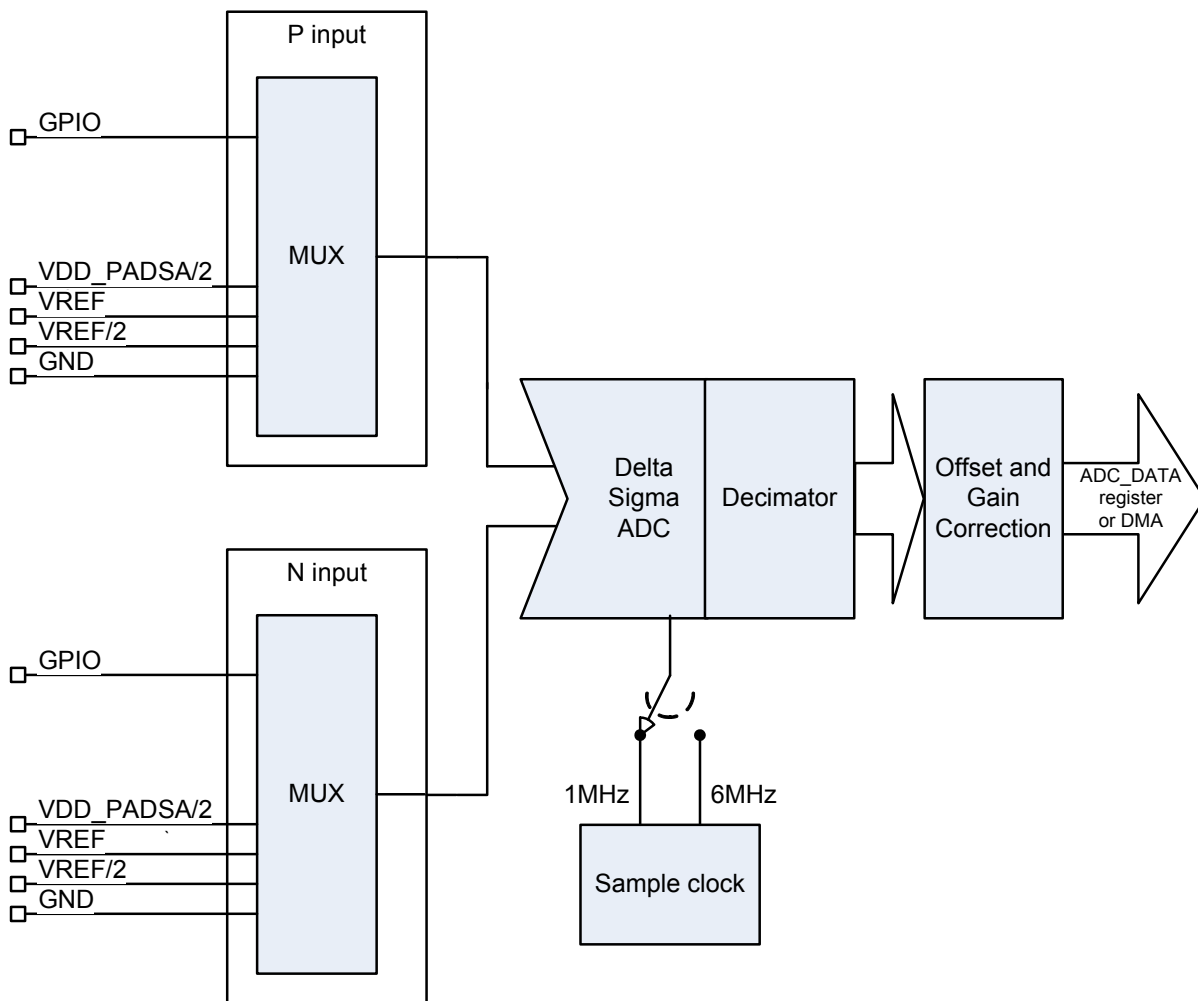 P input
GPIO
MUX
VDD_PADSA/2
VREF
VREF/2
GND
Delta
Sigma
ADC
Decimator
Offset and
Gain
Correction
ADC_DATA
register
or DMA
N input
GPIO
MUX
VDD_PADSA/2
VREF
VREF/2
GND
1MHz
6MHz
Sample clock